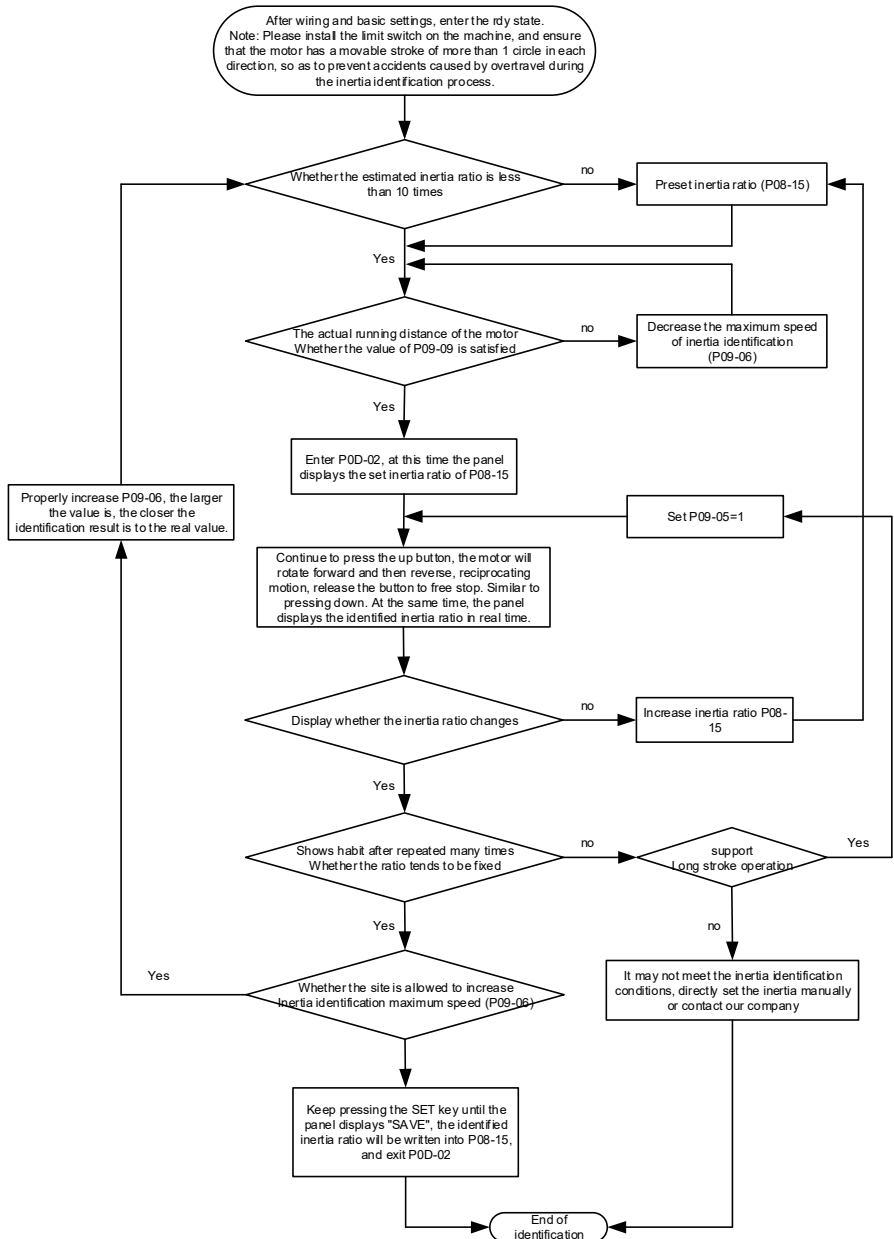 After wiring and basic settings, enter the rdy state.
Note: Please install the limit switch on the machine, and ensure
that the motor has a movable stroke of more than 1 circle in each
direction, so as to prevent accidents caused by overtravel during
the inertia identification process.
Whether the estimated inertia ratio is less
than 10 times
no
Preset inertia ratio (P08-15)
Yes
The actual running distance of the motor
Whether the value of P09-09 is satisfied
no
Decrease the maximum speed
of inertia identification
(P09-06)
Yes
Enter P0D-02, at this time the panel
displays the set inertia ratio of P08-15
Properly increase P09-06, the larger
the value is, the closer the
identification result is to the real value.
Set P09-05=1
Continue to press the up button, the motor will
rotate forward and then reverse, reciprocating
motion, release the button to free stop. Similar to
pressing down. At the same time, the panel
displays the identified inertia ratio in real time.
Display whether the inertia ratio changes
no
Increase inertia ratio P08-
15
Yes
Shows habit after repeated many times
Whether the ratio tends to be fixed
no
support
Long stroke operation
Yes
Yes
no
Yes
Whether the site is allowed to increase
Inertia identification maximum speed (P09-06)
It may not meet the inertia identification
conditions, directly set the inertia manually
or contact our company
Keep pressing the SET key until the
panel displays "SAVE", the identified
inertia ratio will be written into P08-15,
and exit P0D-02
End of
identification